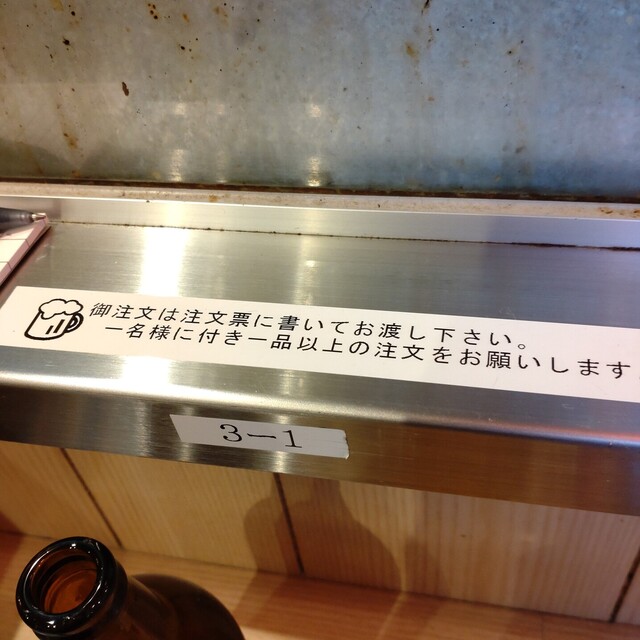 御注文は注文票に書いてお渡し下さい。
一名様に付き一品以上の注文をお願いします。
3－1